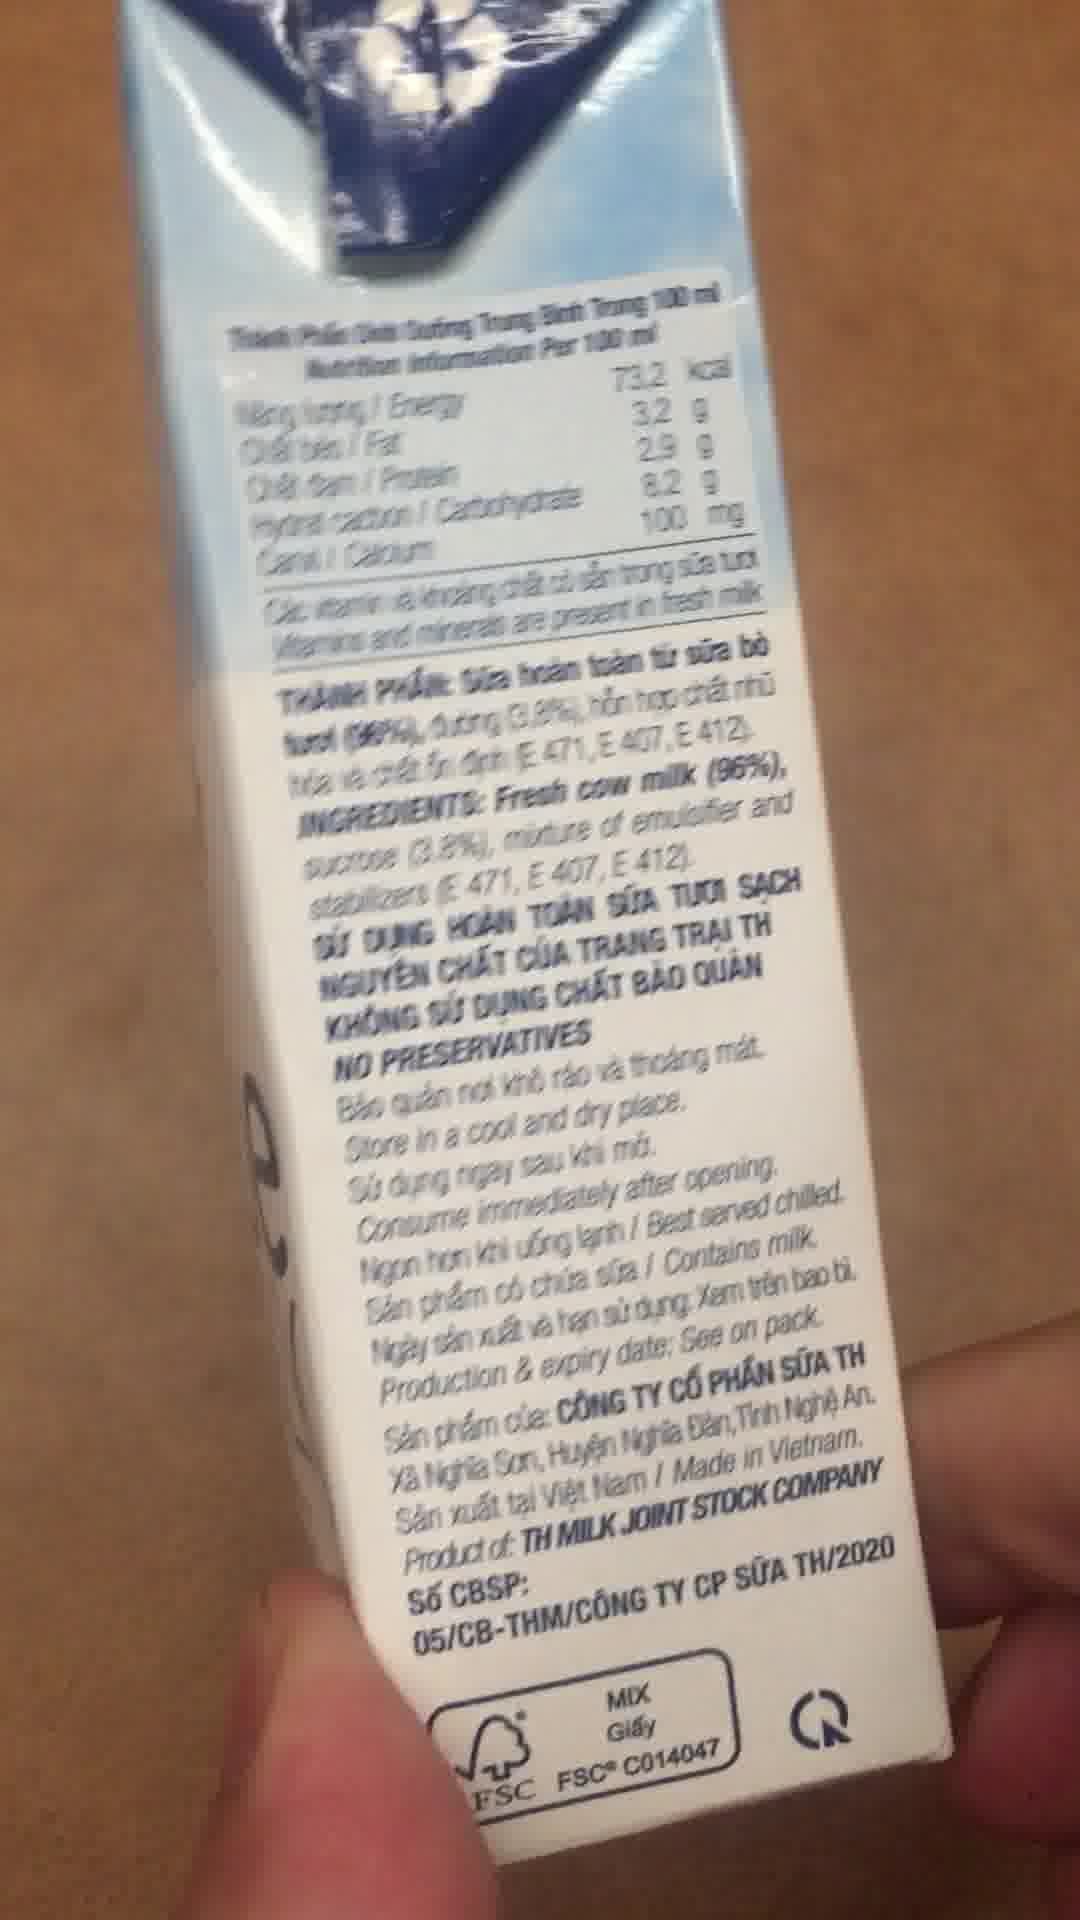 Thành Phần Dinh Dưỡng Trung Bình Trong 100 ml
Nutrition Information Per 100 ml
Năng lượng / Energy 73.2 kcal
Chất béo / Fat 3.2 g
Chất đạm / Protein 2.9 g
Hydrat cacbon / Carbohydrate 8.2 g
Canxi / Calcium 100 mg
Các vitamin và khoáng chất có sẵn trong sữa tươi
Vitamins and minerals are present in fresh milk
THÀNH PHẦN: Sữa hoàn toàn từ sữa bò
tươi (96%), đường (3.8%), hỗn hợp chất nhũ
hóa và chất ổn định (E 471, E 407, E 412).
INGREDIENTS: Fresh cow milk (96%),
sucrose (3.8%), mixture of emulsifier and
stabilizers (E 471, E 407, E 412).
SỬ DỤNG HOÀN TOÀN SỮA TƯƠI SẠCH
NGUYÊN CHẤT CỦA TRANG TRẠI TH
KHÔNG SỬ DỤNG CHẤT BẢO QUẢN
NO PRESERVATIVES
Bảo quản nơi khô ráo và thoáng mát.
Store in a cool and dry place.
Sử dụng ngay sau khi mở.
Consume immediately after opening.
Ngon hơn khi uống lạnh / Best served chilled.
Sản phẩm có chứa sữa / Contains milk.
Ngày sản xuất và hạn sử dụng: Xem trên bao bì.
Production & expiry date: See on pack.
Sản phẩm của: CÔNG TY CỔ PHẦN SỮA TH
Xã Nghĩa Sơn, Huyện Nghĩa Đàn, Tỉnh Nghệ An.
Sản xuất tại Việt Nam / Made in Vietnam.
Product of: TH MILK JOINT STOCK COMPANY
Số CBSP:
05/CB-THM/CÔNG TY CP SỮA TH/2020
MIX
Giấy
FSC FSC® C014047